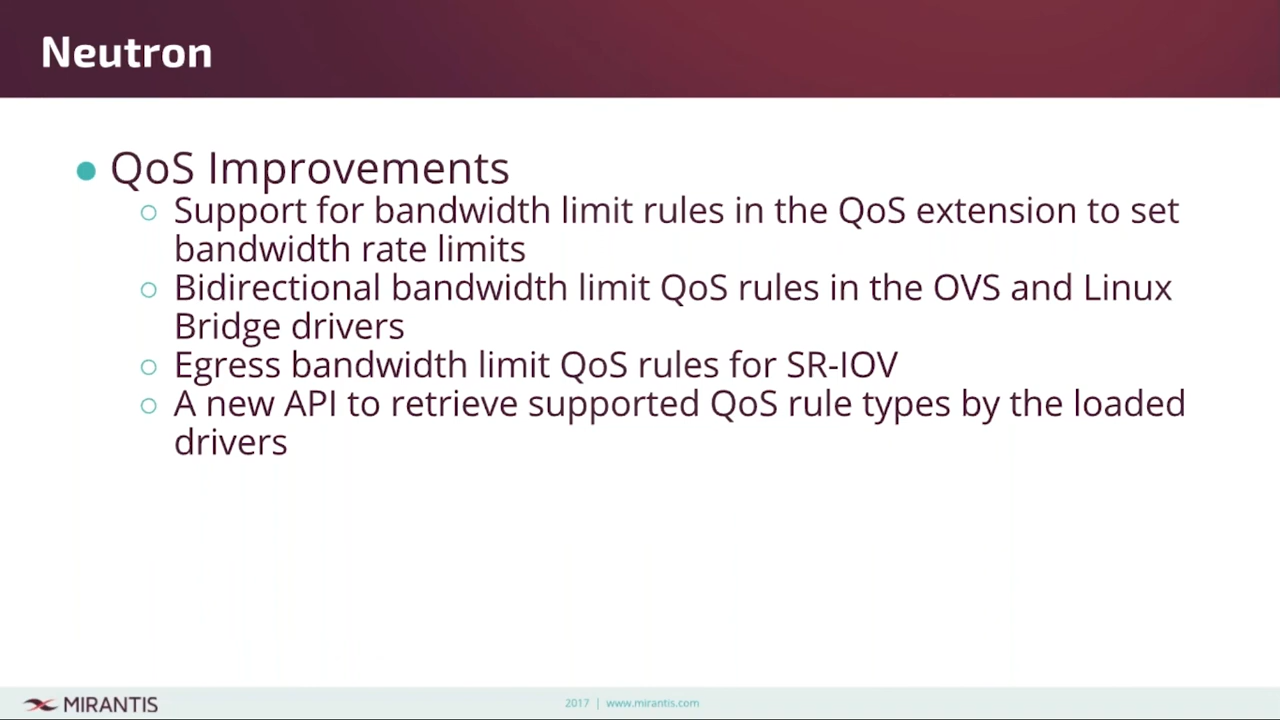 Neutron
● QoS Improvements
○ Support for bandwidth limit rules in the QoS extension to set
bandwidth rate limits
○ Bidirectional bandwidth limit QoS rules in the OVS and Linux
Bridge drivers
○ Egress bandwidth limit QoS rules for SR-IOV
○ A new API to retrieve supported QoS rule types by the loaded
drivers
MIRANTIS
2017 | www.mirantis.com